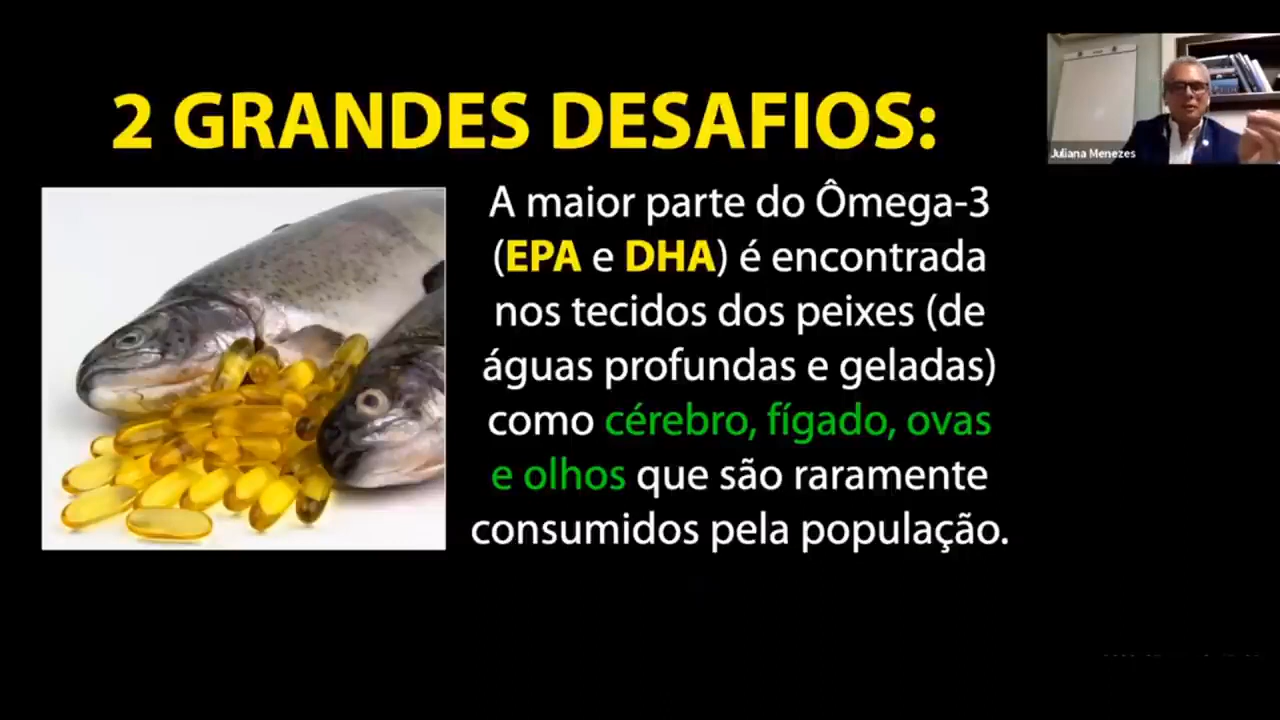 2 GRANDES DESAFIOS:
Juliana Menezes
A maior parte do Ômega-3
(EPA e DHA) é encontrada
nos tecidos dos peixes (de
águas profundas e geladas)
como cérebro, fígado, ovas
e olhos que são raramente
consumidos pela população.